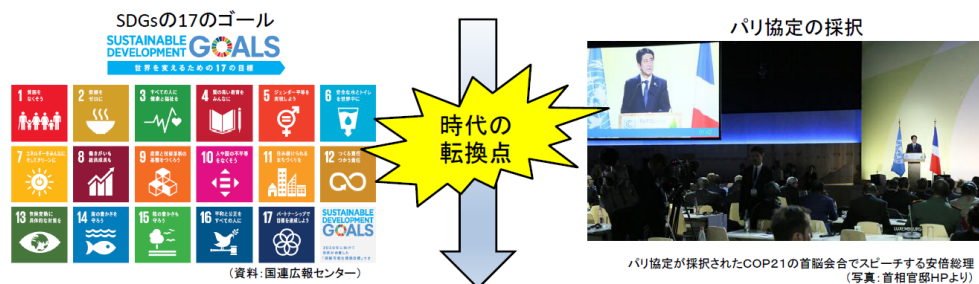 SDGsの17のゴール
SUSTAINABLE
DEVELOPMENT
GOALS
世界を変えるための17の目標
1 貧困を
なくそう
2 飢餓を
ゼロに
3 すべての人に
健康と福祉を
4 質の高い教育を
みんなに
5 ジェンダー平等を
実現しよう
6 安全な水とトイレ
を世界中に
7 エネルギーをみんなに
そしてクリーンに
8 働きがいも
経済成長も
9 産業と技術革新の
基盤をつくろう
10 人や国の不平等
をなくそう
11 住み続けられる
まちづくりを
12 つくる責任
つかう責任
13 気候変動に
具体的な対策を
14 海の豊かさを
守ろう
15 陸の豊かさも
守ろう
16 平和と公正を
すべての人に
17 パートナーシップで
目標を達成しよう
SUSTAINABLE
DEVELOPMENT
GOALS
(資料:国連広報センター)
時代の
転換点
パリ協定の採択
LUXEMBOURG
パリ協定が採択されたCOP21の首脳会合でスピーチする安倍総理
(写真:首相官邸HPより)